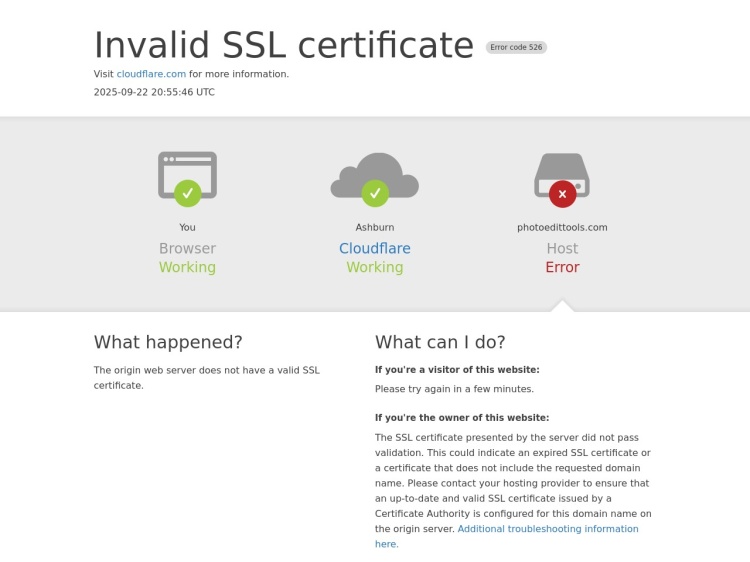 Invalid SSL certificate Error code 526
Visit cloudflare.com for more information.
2025-09-22 20:55:46 UTC
You
Browser
Working
Ashburn
Cloudflare
Working
photoedittools.com
Host
Error
What happened?
The origin web server does not have a valid SSL
certificate.
What can I do?
If you're a visitor of this website:
Please try again in a few minutes.
If you're the owner of this website:
The SSL certificate presented by the server did not pass
validation. This could indicate an expired SSL certificate or
a certificate that does not include the requested domain
name. Please contact your hosting provider to ensure that
an up-to-date and valid SSL certificate issued by a
Certificate Authority is configured for this domain name on
the origin server. Additional troubleshooting information
here.